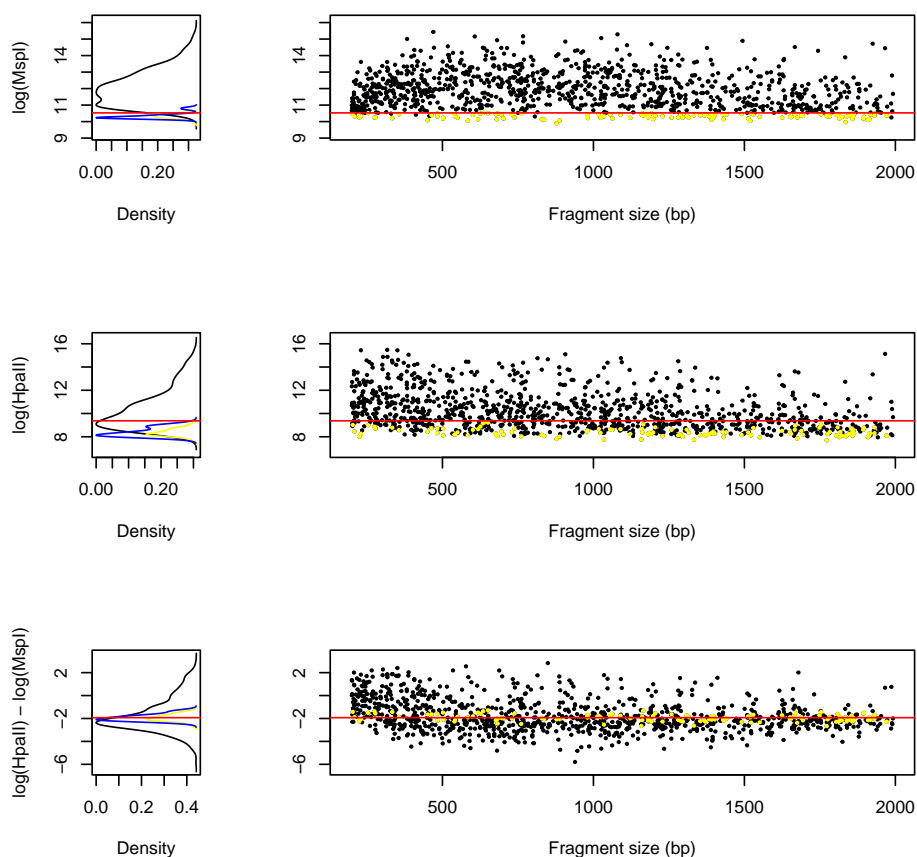 log(MspI)
9 11 14
0.00 0.20
Density
500 1000 1500 2000
Fragment size (bp)
9 11 14
log(HpaII)
8 12 16
0.00 0.20
Density
8 12 16
500 1000 1500 2000
Fragment size (bp)
log(HpaII) − log(MspI)
−6 −2 2
0.0 0.2 0.4
Density
−6 −2 2
500 1000 1500 2000
Fragment size (bp)